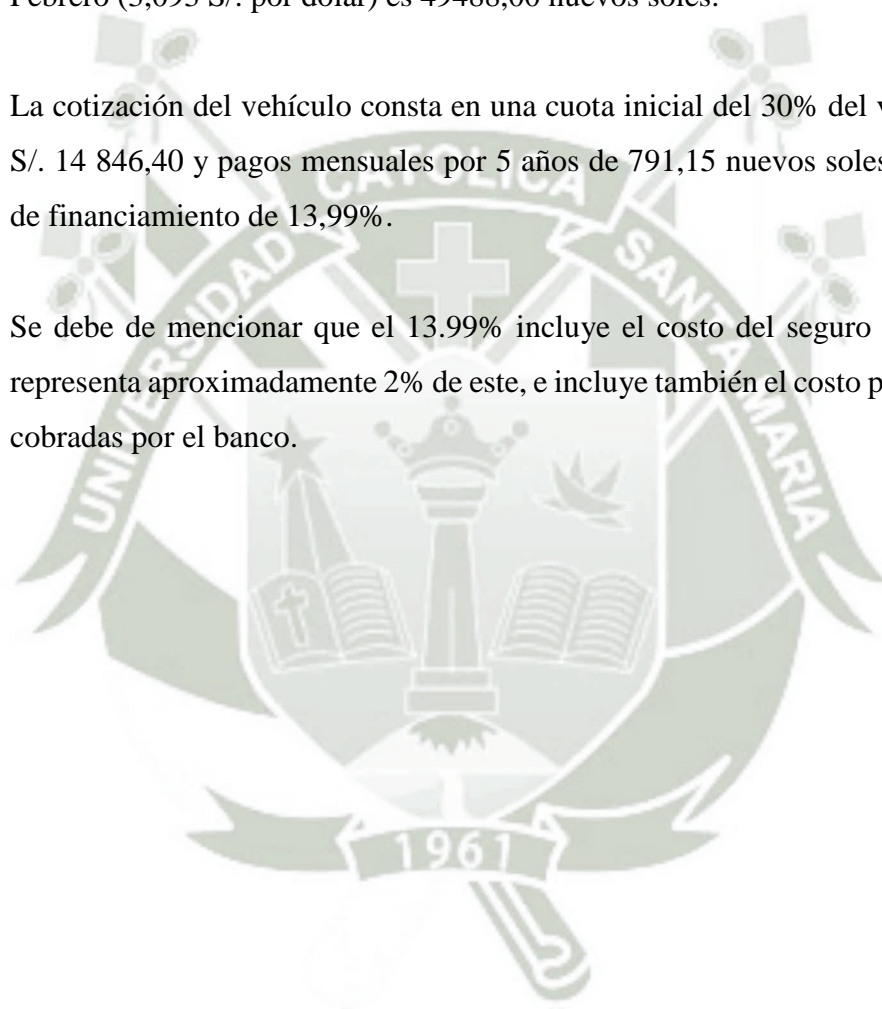 Febrero (3,093 S/. por dólar) es 49488,00 nuevos soles.
La cotización del vehículo consta en una cuota inicial del 30% del
S/. 14 846,40 y pagos mensuales por 5 años de 791,15 nuevos soles
de financiamiento de 13,99%.
Se debe de mencionar que el 13.99% incluye el costo del seguro
representa aproximadamente 2% de este, e incluye también el costo
cobradas por el banco.
UNIVERSIDAD CATOLICA SANTA MARIA
1961